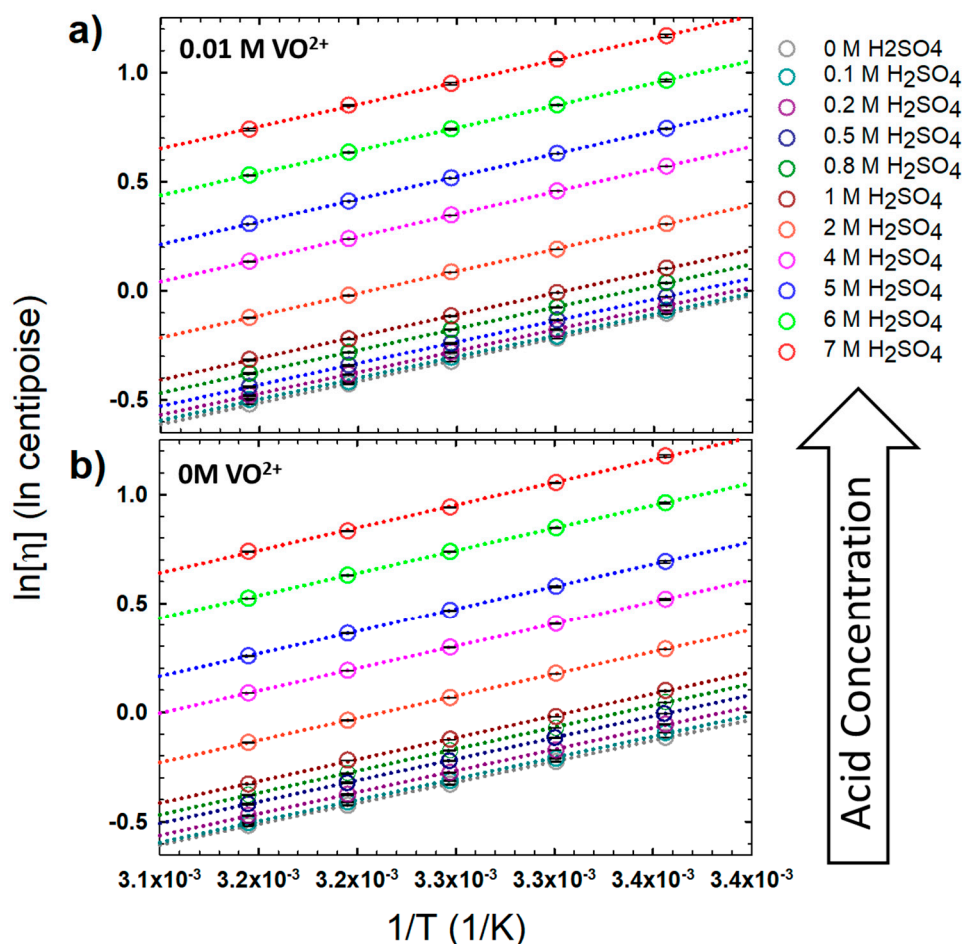 a)
0.01 M VO²⁺
1.0
0.5
0.0
-0.5
b)
0M VO²⁺
1.0
0.5
0.0
-0.5
3.1x10⁻³ 3.2x10⁻³ 3.2x10⁻³ 3.3x10⁻³ 3.3x10⁻³ 3.4x10⁻³ 3.4x10⁻³
1/T (1/K)
ln[η] (ln centipoise)
0 M H2SO4
0.1 M H₂SO₄
0.2 M H₂SO₄
0.5 M H₂SO₄
0.8 M H₂SO₄
1 M H₂SO₄
2 M H₂SO₄
4 M H₂SO₄
5 M H₂SO₄
6 M H₂SO₄
7 M H₂SO₄
Acid Concentration